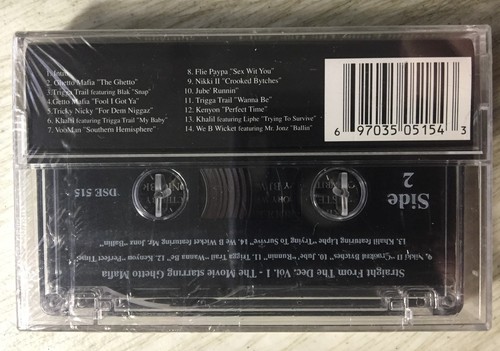 1. Intro
2. Ghetto Mafia "The Ghetto"
3. Trigga Trail featuring Blak "Snap"
4. Getto Mafia "Fool I Got Ya"
5. Tricky Nicky "For Dem Niggaz"
6. Khalil featuring Trigga Trail "My Baby"
7. VooMan "Southern Hemisphere"
8. Flie Paypa "Sex Wit You"
9. Nikki II "Crooked Bytches"
10. Jube' Runnin"
11. Trigga Trail "Wanna Be"
12. Kenyon "Perfect Time"
13. Khalil featuring Liphe "Trying To Survive"
14. We B Wicket featuring Mr. Jonz "Ballin"
6 97035 05154 3
Side
2
DSE 515
Straight From The Dec. Vol. 1 - The Movie starring Ghetto Mafia
9. Nikki II "Crooked Bytches" 10. Jube' "Runnin" 11. Trigga Trail "Wanna Be" 12. Kenyon "Perfect Time"
13. Khalil featuring Liphe "Trying To Survive" 14. We B Wicket featuring Mr. Jonz "Ballin"